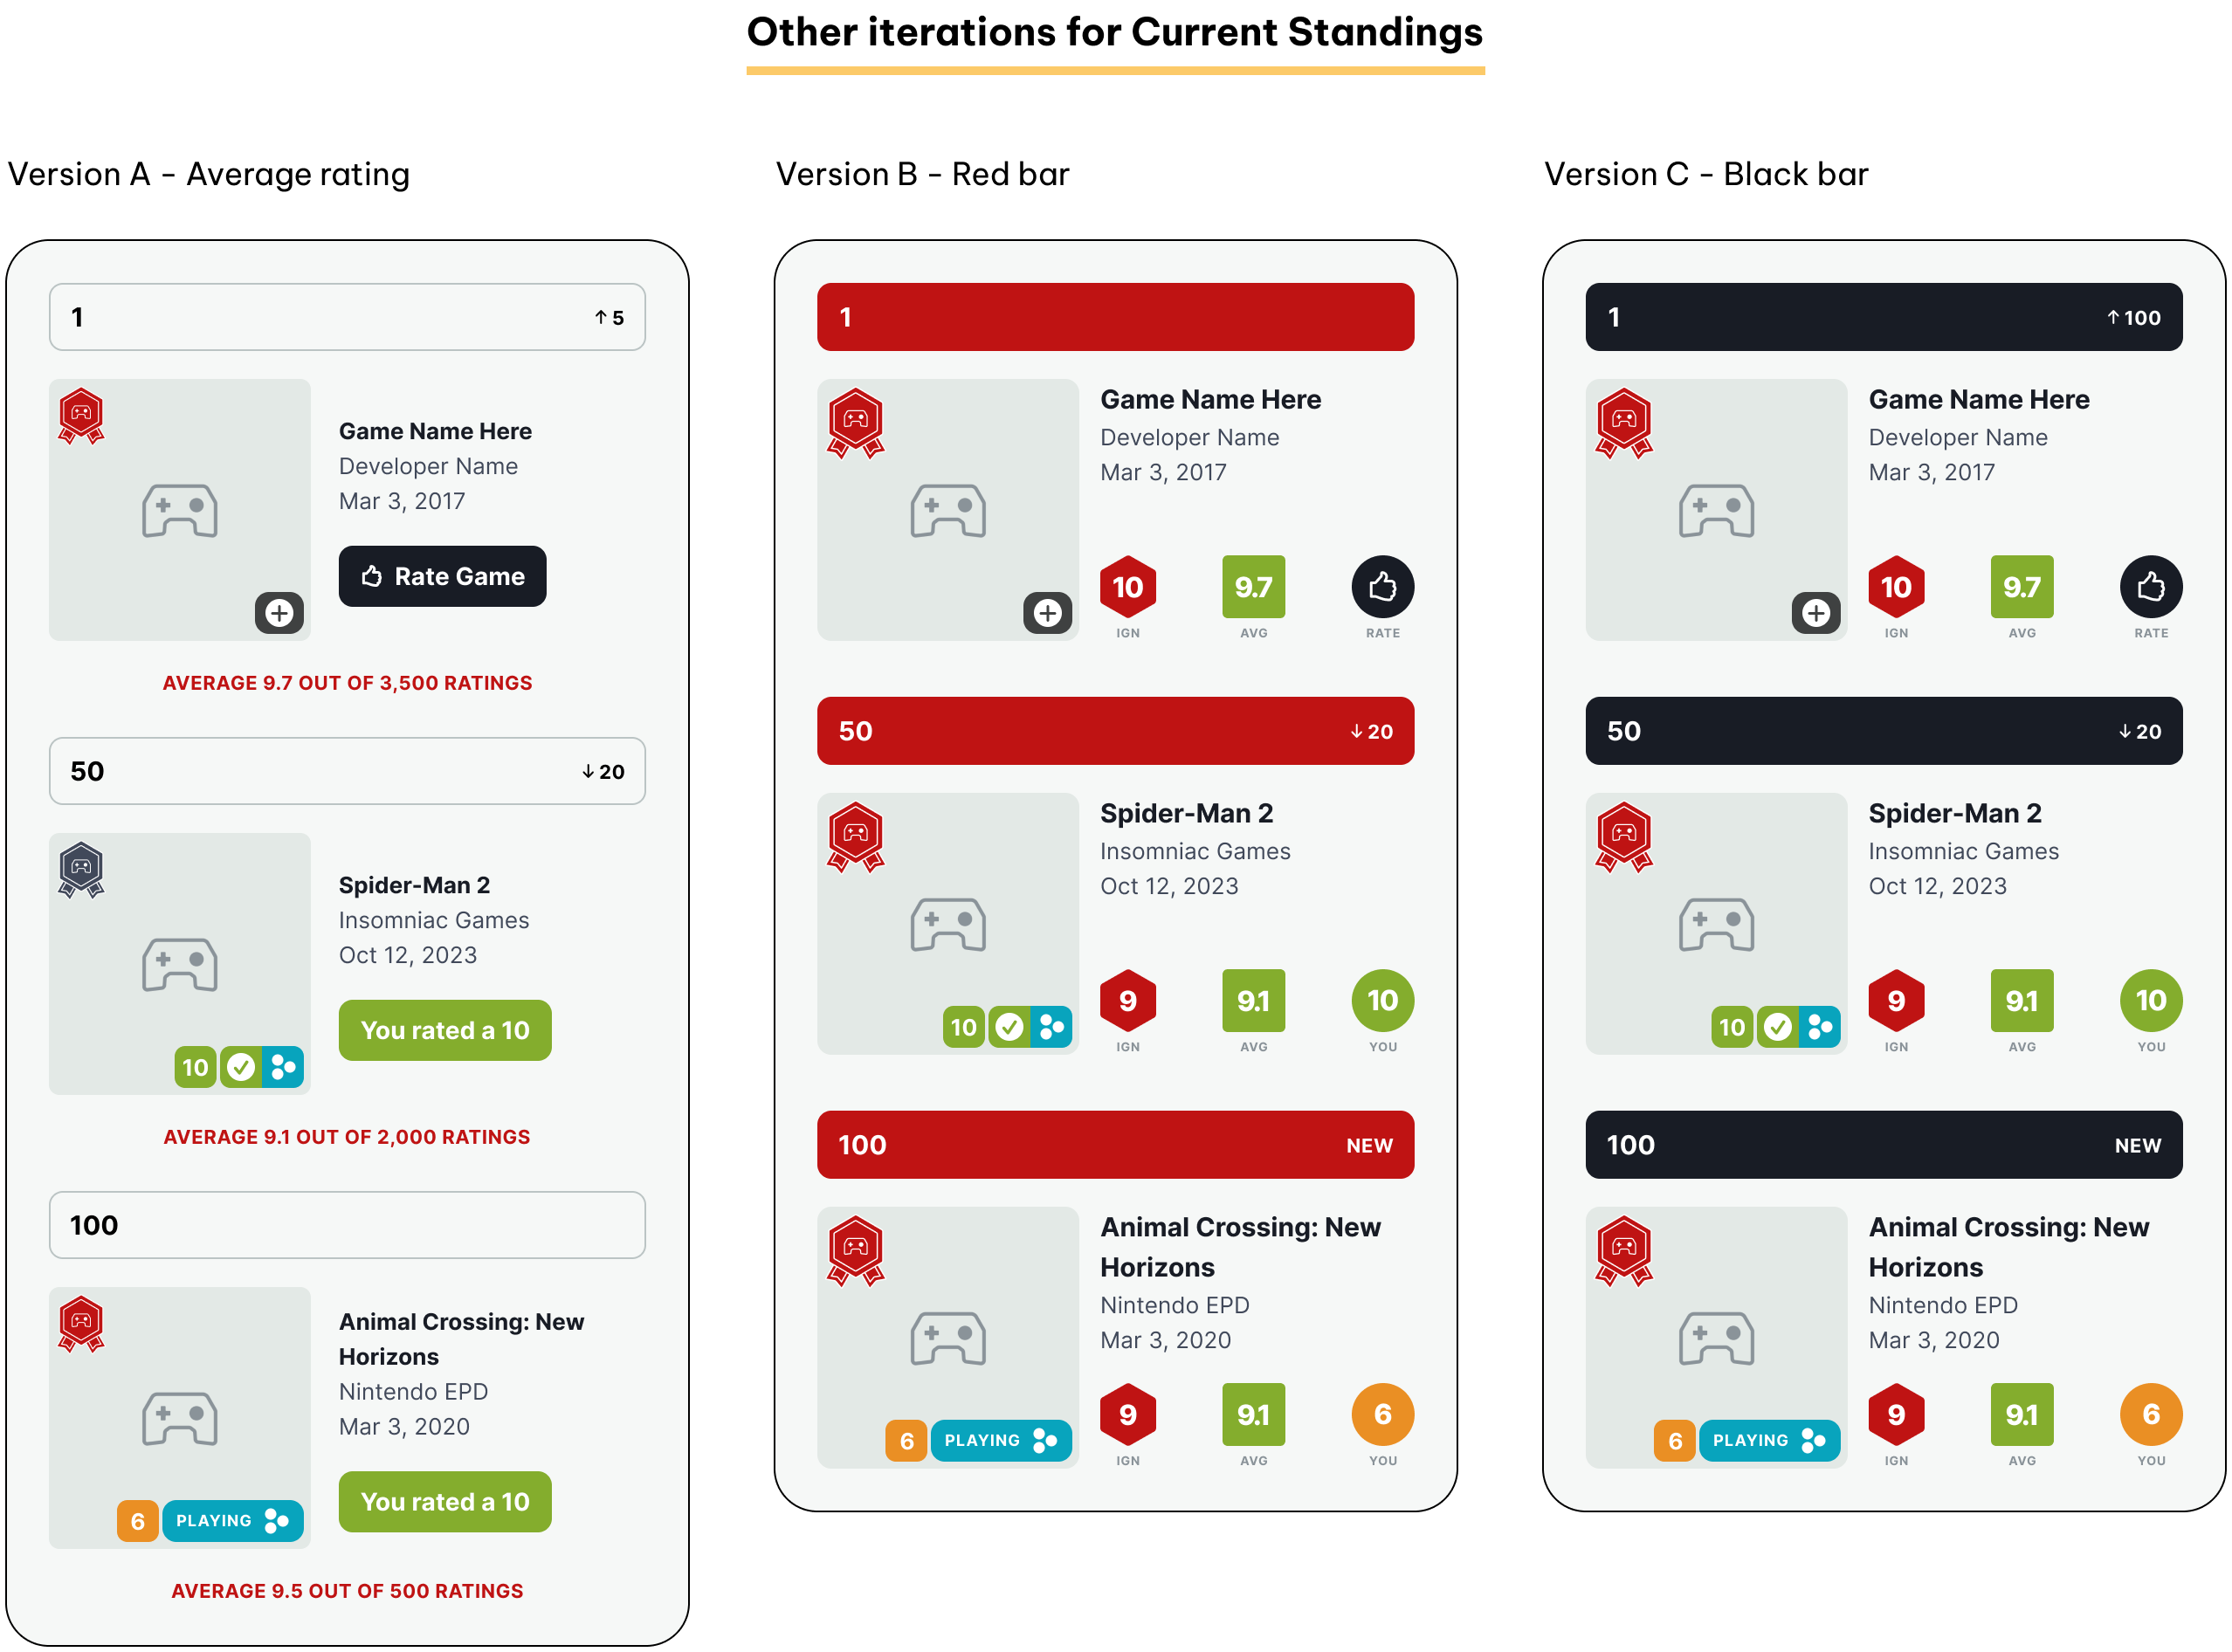 Other iterations for Current Standings
Version A - Average rating
1
↑ 5
Game Name Here
Developer Name
Mar 3, 2017
Rate Game
AVERAGE 9.7 OUT OF 3,500 RATINGS
50
↓ 20
Spider-Man 2
Insomniac Games
Oct 12, 2023
You rated a 10
10
AVERAGE 9.1 OUT OF 2,000 RATINGS
100
Animal Crossing: New
Horizons
Nintendo EPD
Mar 3, 2020
You rated a 10
6
PLAYING
AVERAGE 9.5 OUT OF 500 RATINGS
Version B - Red bar
1
Game Name Here
Developer Name
Mar 3, 2017
10
9.7
IGN
AVG
RATE
50
↓ 20
Spider-Man 2
Insomniac Games
Oct 12, 2023
10
9
9.1
10
IGN
AVG
YOU
100
NEW
Animal Crossing: New
Horizons
Nintendo EPD
Mar 3, 2020
6
PLAYING
9
9.1
6
IGN
AVG
YOU
Version C - Black bar
1
↑ 100
Game Name Here
Developer Name
Mar 3, 2017
10
9.7
IGN
AVG
RATE
50
↓ 20
Spider-Man 2
Insomniac Games
Oct 12, 2023
10
9
9.1
10
IGN
AVG
YOU
100
NEW
Animal Crossing: New
Horizons
Nintendo EPD
Mar 3, 2020
6
PLAYING
9
9.1
6
IGN
AVG
YOU